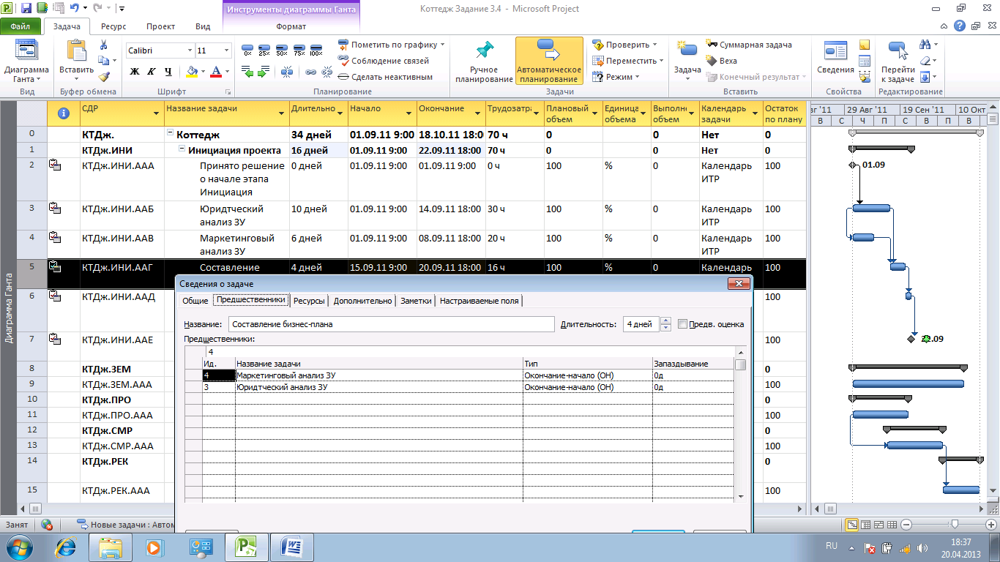 Инструменты диаграммы Ганта
Коттедж Задание 3.4 - Microsoft Project
Файл Задача Ресурс Проект Вид Формат
Диаграмма Ганта
Вид
Вставить
Буфер обмена
Calibri 11
Ж К Ч
Шрифт
0% 25% 50% 75% 100%
Пометить по графику
Соблюдение связей
Сделать неактивным
Планирование
Ручное планирование
Автоматическое планирование
Проверить
Переместить
Режим
Задачи
Задача
Суммарная задача
Веха
Конечный результат
Вставить
Сведения
Свойства
Перейти к задаче
Редактирование
СДР Название задачи Длительно Начало Окончание Трудозатра Плановый объем Единица объема Выполн объем Календарь задачи Остаток по плану
вг '11 29 Авг '11 19 Сен '11 10 Окт
В С Ч П В С В П В С
0 КТДж. Коттедж 34 дней 01.09.11 9:00 18.10.11 18:0 70 ч 0 0 Нет 0
1 КТДж.ИНИ Инициация проекта 16 дней 01.09.11 9:00 22.09.11 18:00 70 ч 0 0 Нет 0
2 КТДж.ИНИ.ААА Принято решение о начале этапа Инициация 0 дней 01.09.11 9:00 01.09.11 9:00 0 ч 100 % 0 Календарь ИТР 100
01.09
3 КТДж.ИНИ.ААБ Юридтческий анализ ЗУ 10 дней 01.09.11 9:00 14.09.11 18:00 30 ч 100 % 0 Календарь ИТР 100
4 КТДж.ИНИ.ААВ Маркетинговый анализ ЗУ 6 дней 01.09.11 9:00 08.09.11 18:00 20 ч 100 % 0 Календарь ИТР 100
5 КТДж.ИНИ.ААГ Составление 4 дней 15.09.11 9:00 20.09.11 18:00 16 ч 100 % 0 Календарь 100
6 КТДж.ИНИ.ААД 100
7 КТДж.ИНИ.ААЕ 100
22.09
8 КТДж.ЗЕМ 0
9 КТДж.ЗЕМ.ААА 100
10 КТДж.ПРО 0
11 КТДж.ПРО.ААА 100
12 КТДж.СМР 0
13 КТДж.СМР.ААА 100
14 КТДж.РЕК 0
15 КТДж.РЕК.ААА 100
Диаграмма Ганта
Сведения о задаче
Общие Предшественники Ресурсы Дополнительно Заметки Настраиваемые поля
Название: Составление бизнес-плана Длительность: 4 дней Предв. оценка
Предшественники:
4
Ид. Название задачи Тип Запаздывание
4 Маркетинговый анализ ЗУ Окончание-начало (ОН) 0д
3 Юридтческий анализ ЗУ Окончание-начало (ОН) 0д
Занят Новые задачи : Автом
RU 18:37
20.04.2013